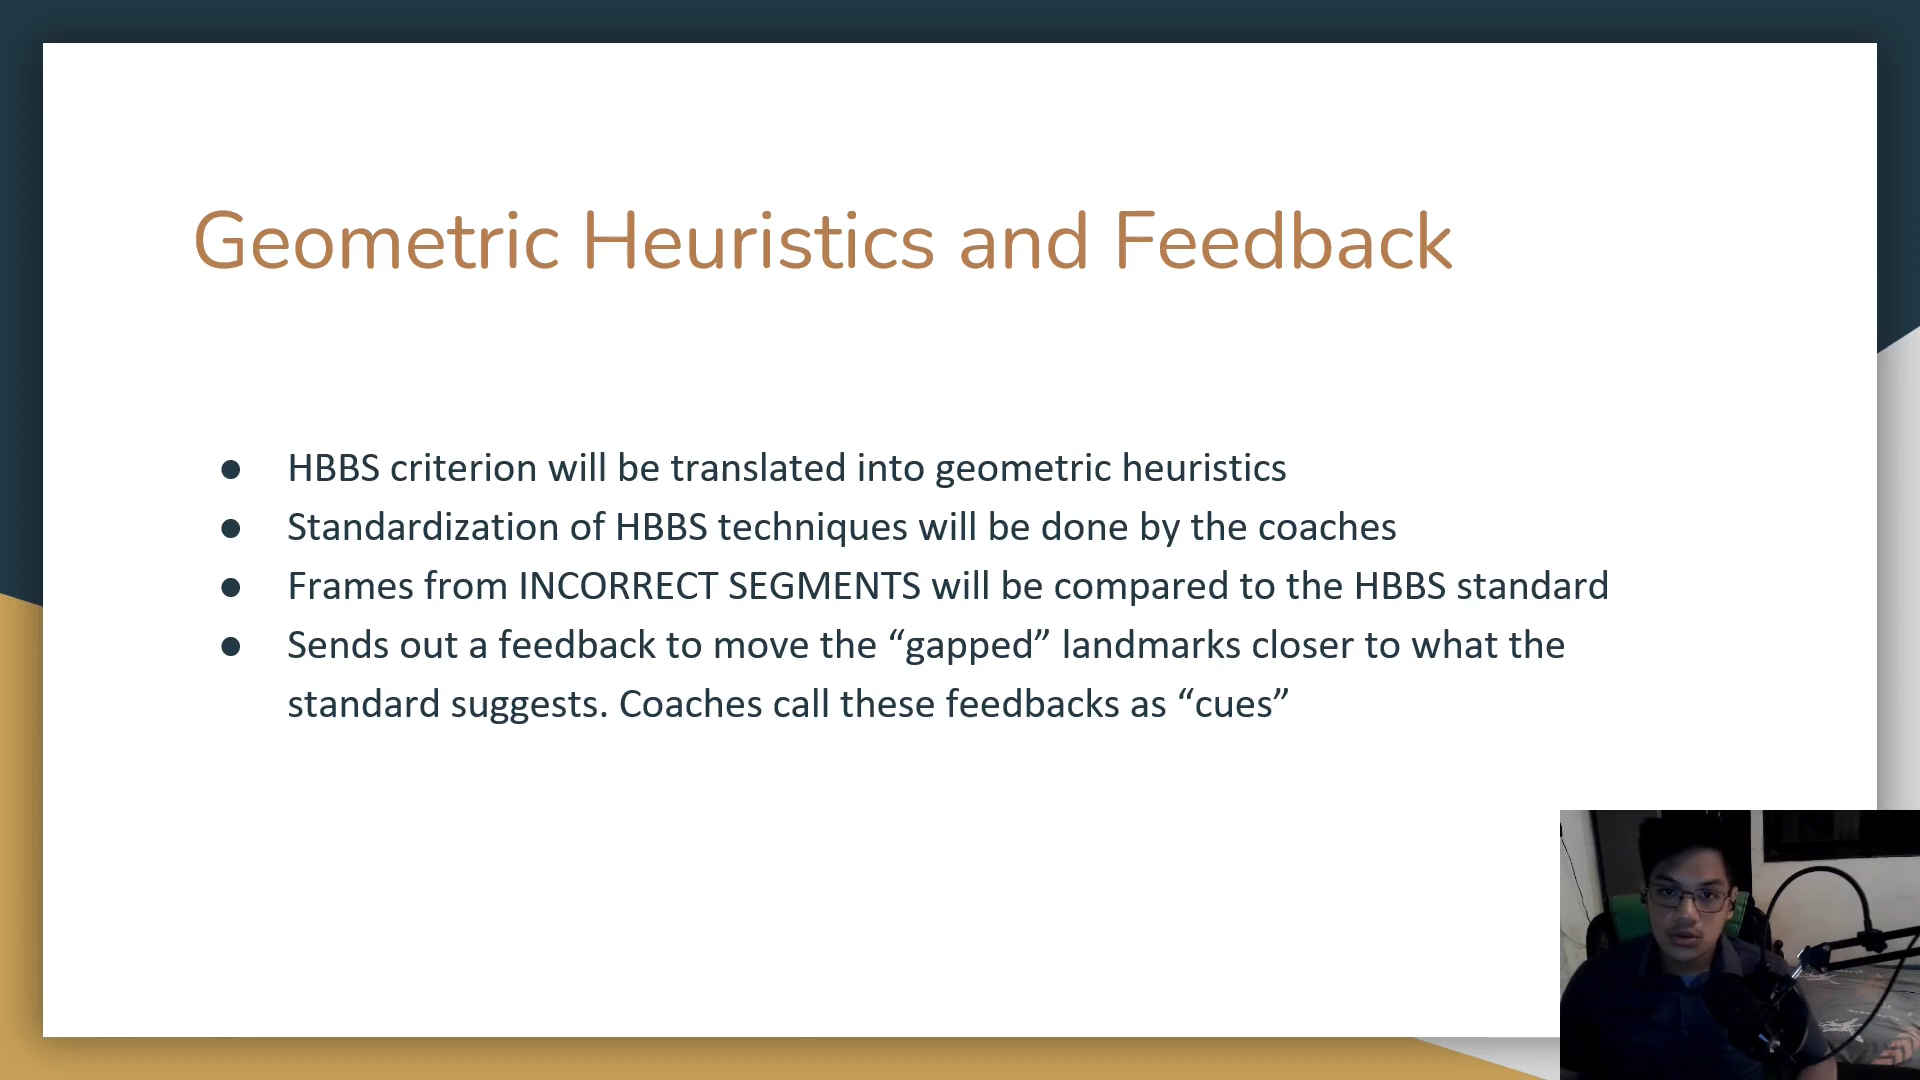 Geometric Heuristics and Feedback
● HBBS criterion will be translated into geometric heuristics
● Standardization of HBBS techniques will be done by the coaches
● Frames from INCORRECT SEGMENTS will be compared to the HBBS standard
● Sends out a feedback to move the “gapped” landmarks closer to what the
standard suggests. Coaches call these feedbacks as “cues”